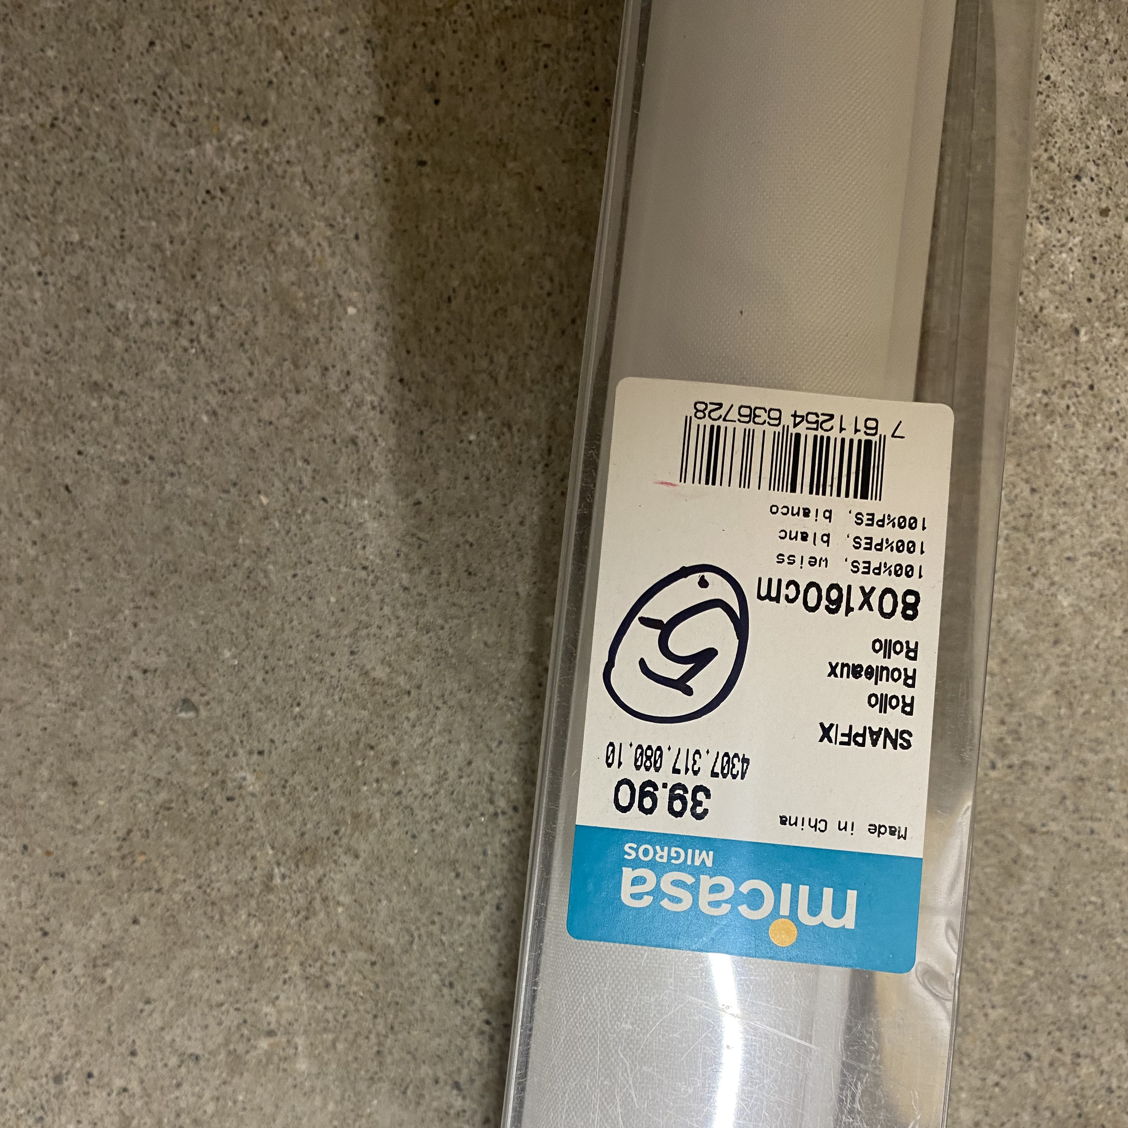 micasa
MIGROS
Made in China
39.90
4307.317.080.10
SNAPFIX
Rollo
Rouleaux
Rollo
80x160cm
5.-
100%PES, weiss
100%PES, blanc
100%PES, bianco
7 611254 636728